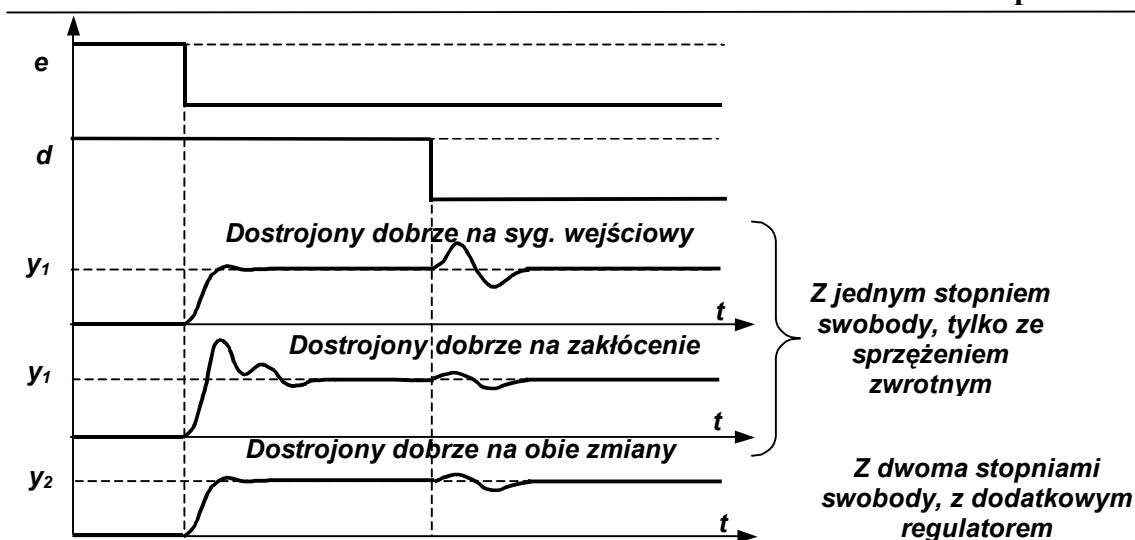 e
d
Dostrojony dobrze na syg. wejściowy
y1
t
Dostrojony dobrze na zakłócenie
y1
t
Z jednym stopniem
swobody, tylko ze
sprzężeniem
zwrotnym
Dostrojony dobrze na obie zmiany
y2
t
Z dwoma stopniami
swobody, z dodatkowym
regulatorem